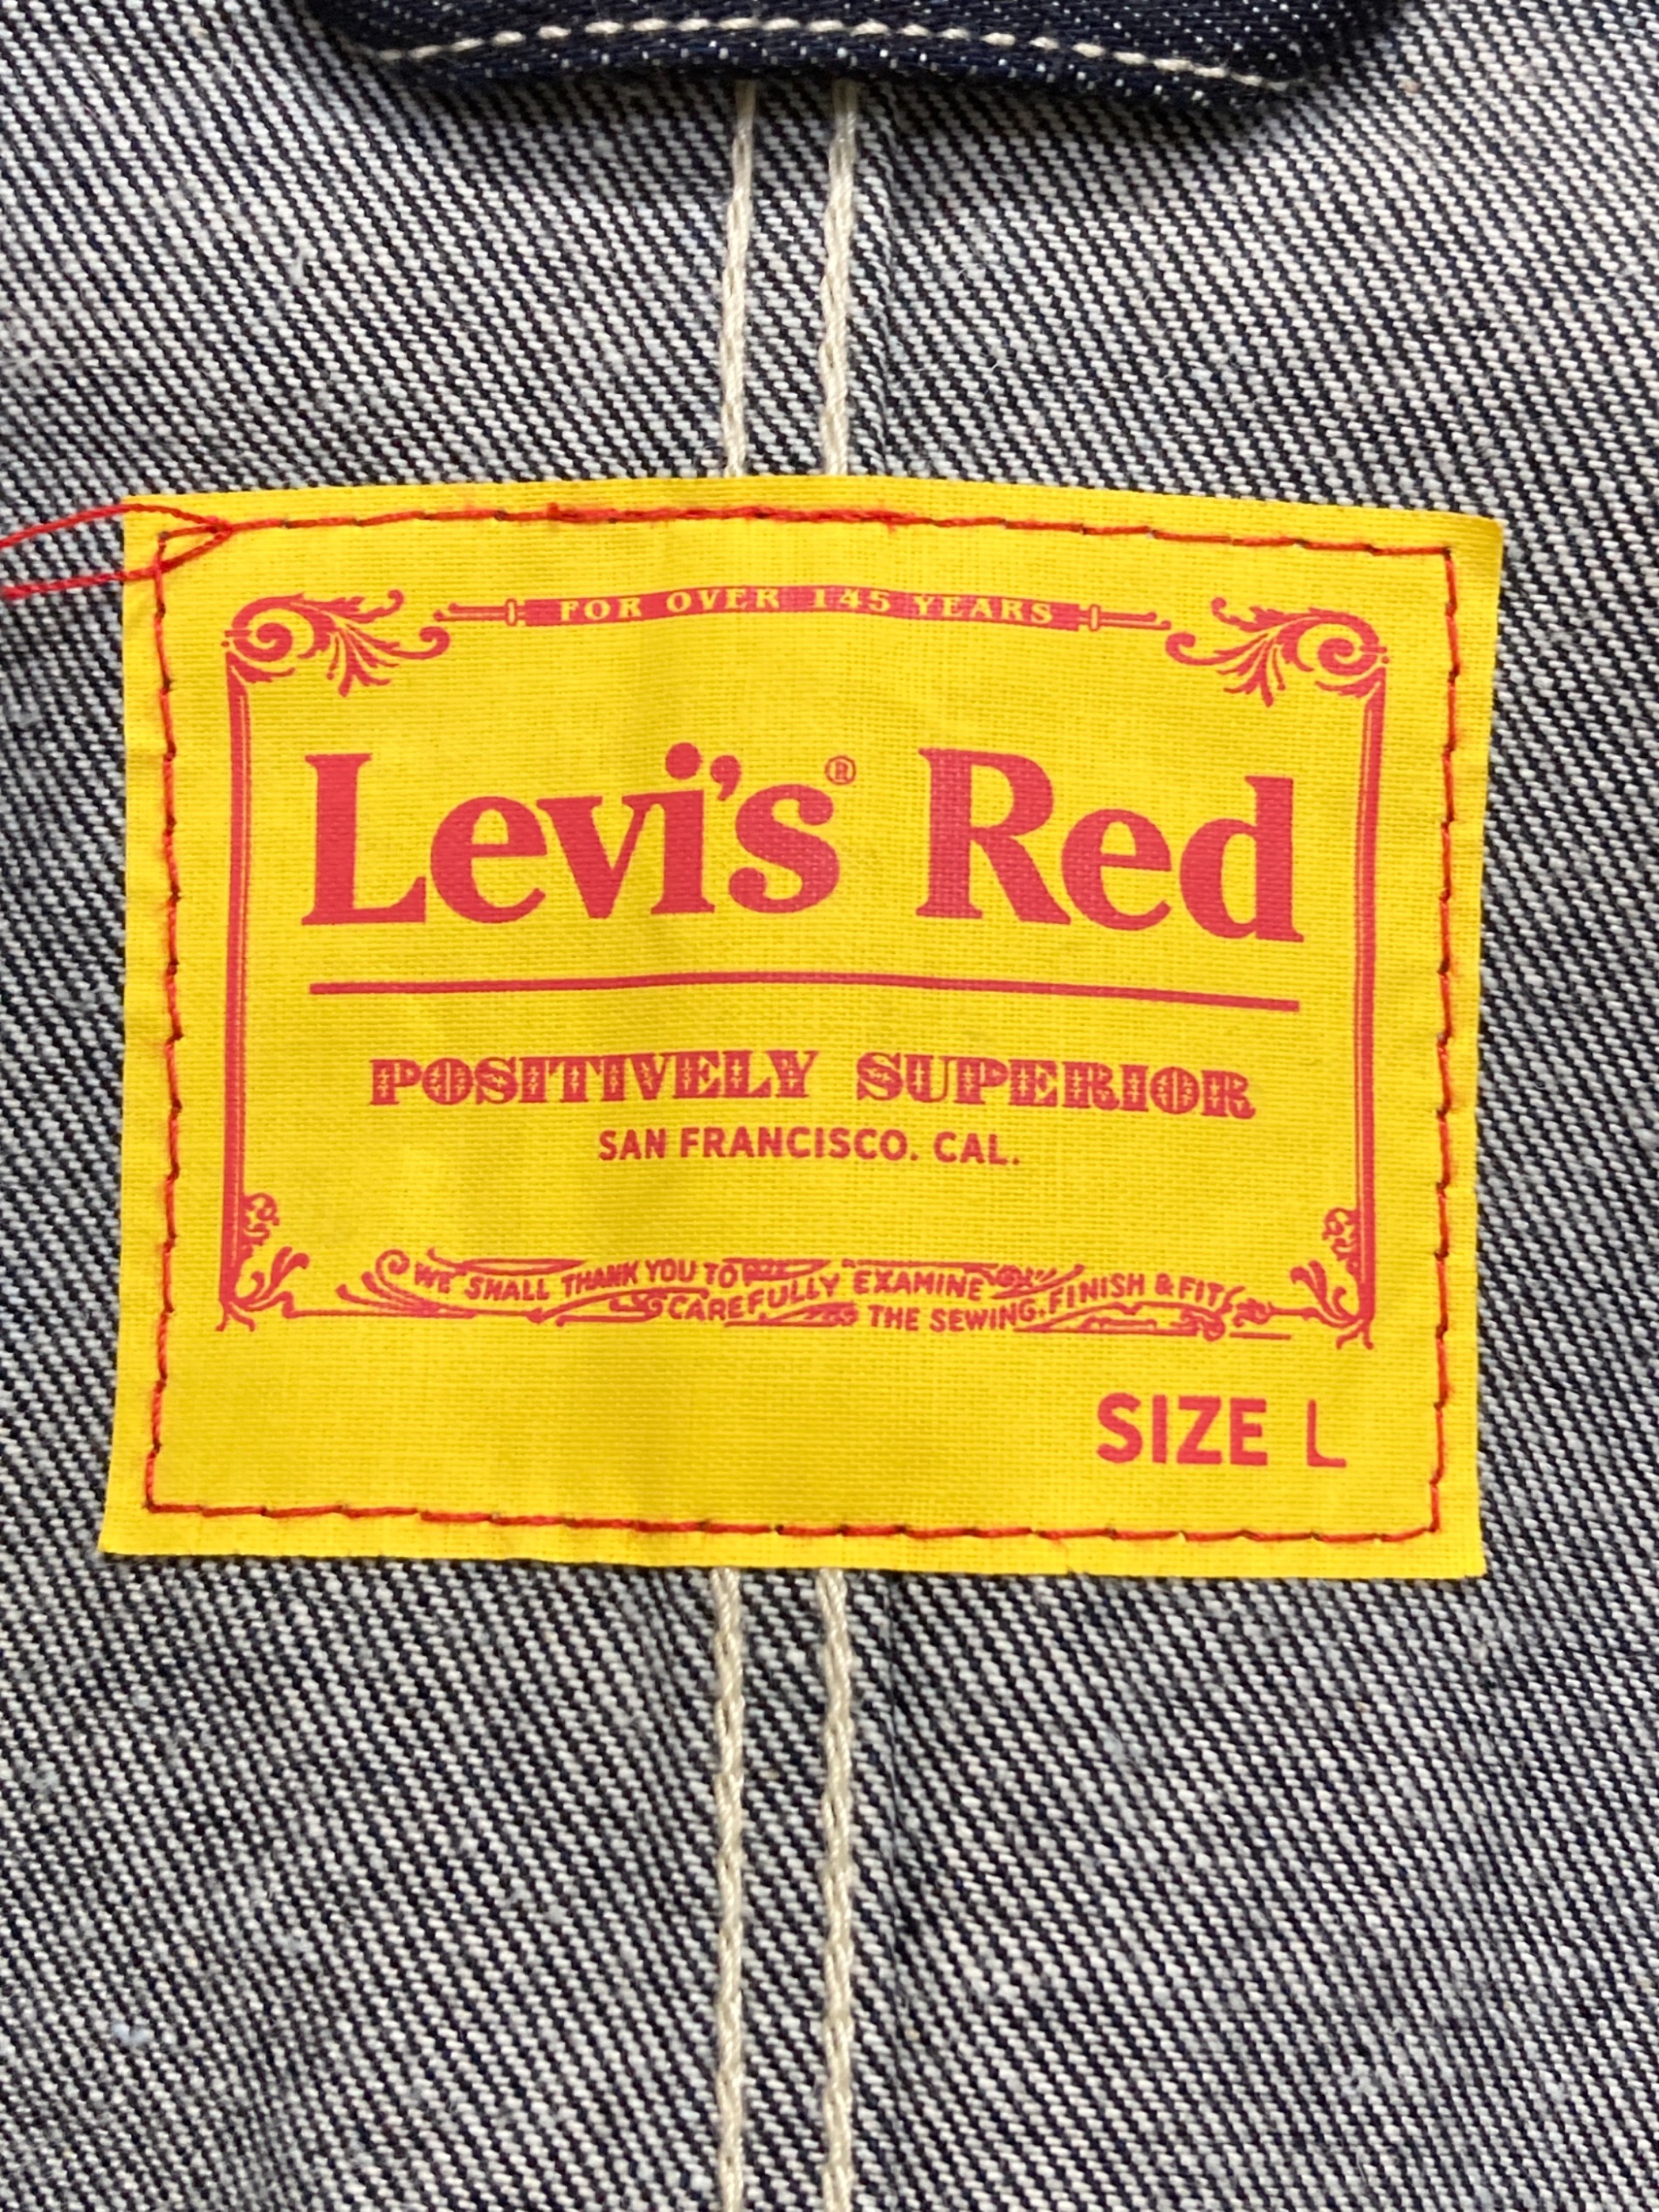 FOR OVER 145 YEARS
Levi's® Red
POSITIVELY SUPERIOR
SAN FRANCISCO. CAL.
WE SHALL THANK YOU TO CAREFULLY EXAMINE THE SEWING. FINISH & FIT
SIZE L